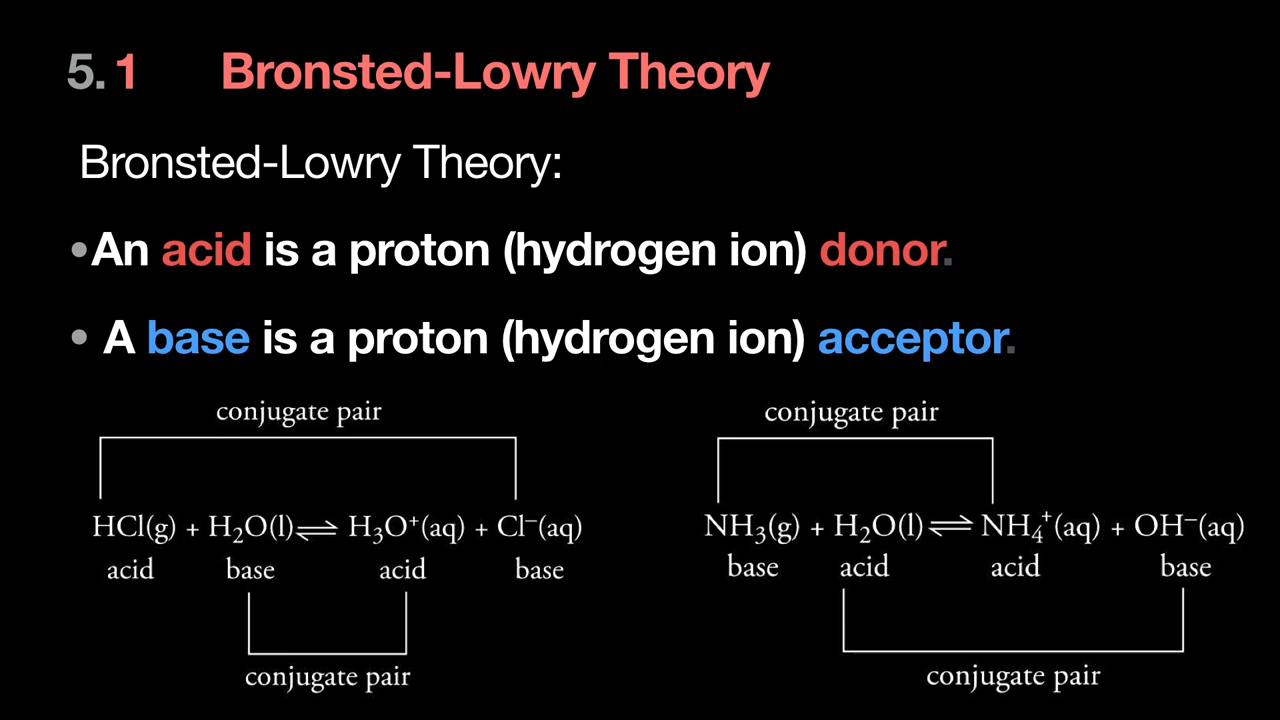 5.1 Bronsted-Lowry Theory
Bronsted-Lowry Theory:
•An acid is a proton (hydrogen ion) donor.
• A base is a proton (hydrogen ion) acceptor.
conjugate pair
HCl(g) + H₂O(l)⇌ H₃O⁺(aq) + Cl⁻(aq)
acid base acid base
conjugate pair
conjugate pair
NH₃(g) + H₂O(l)⇌ NH₄⁺(aq) + OH⁻(aq)
base acid acid base
conjugate pair